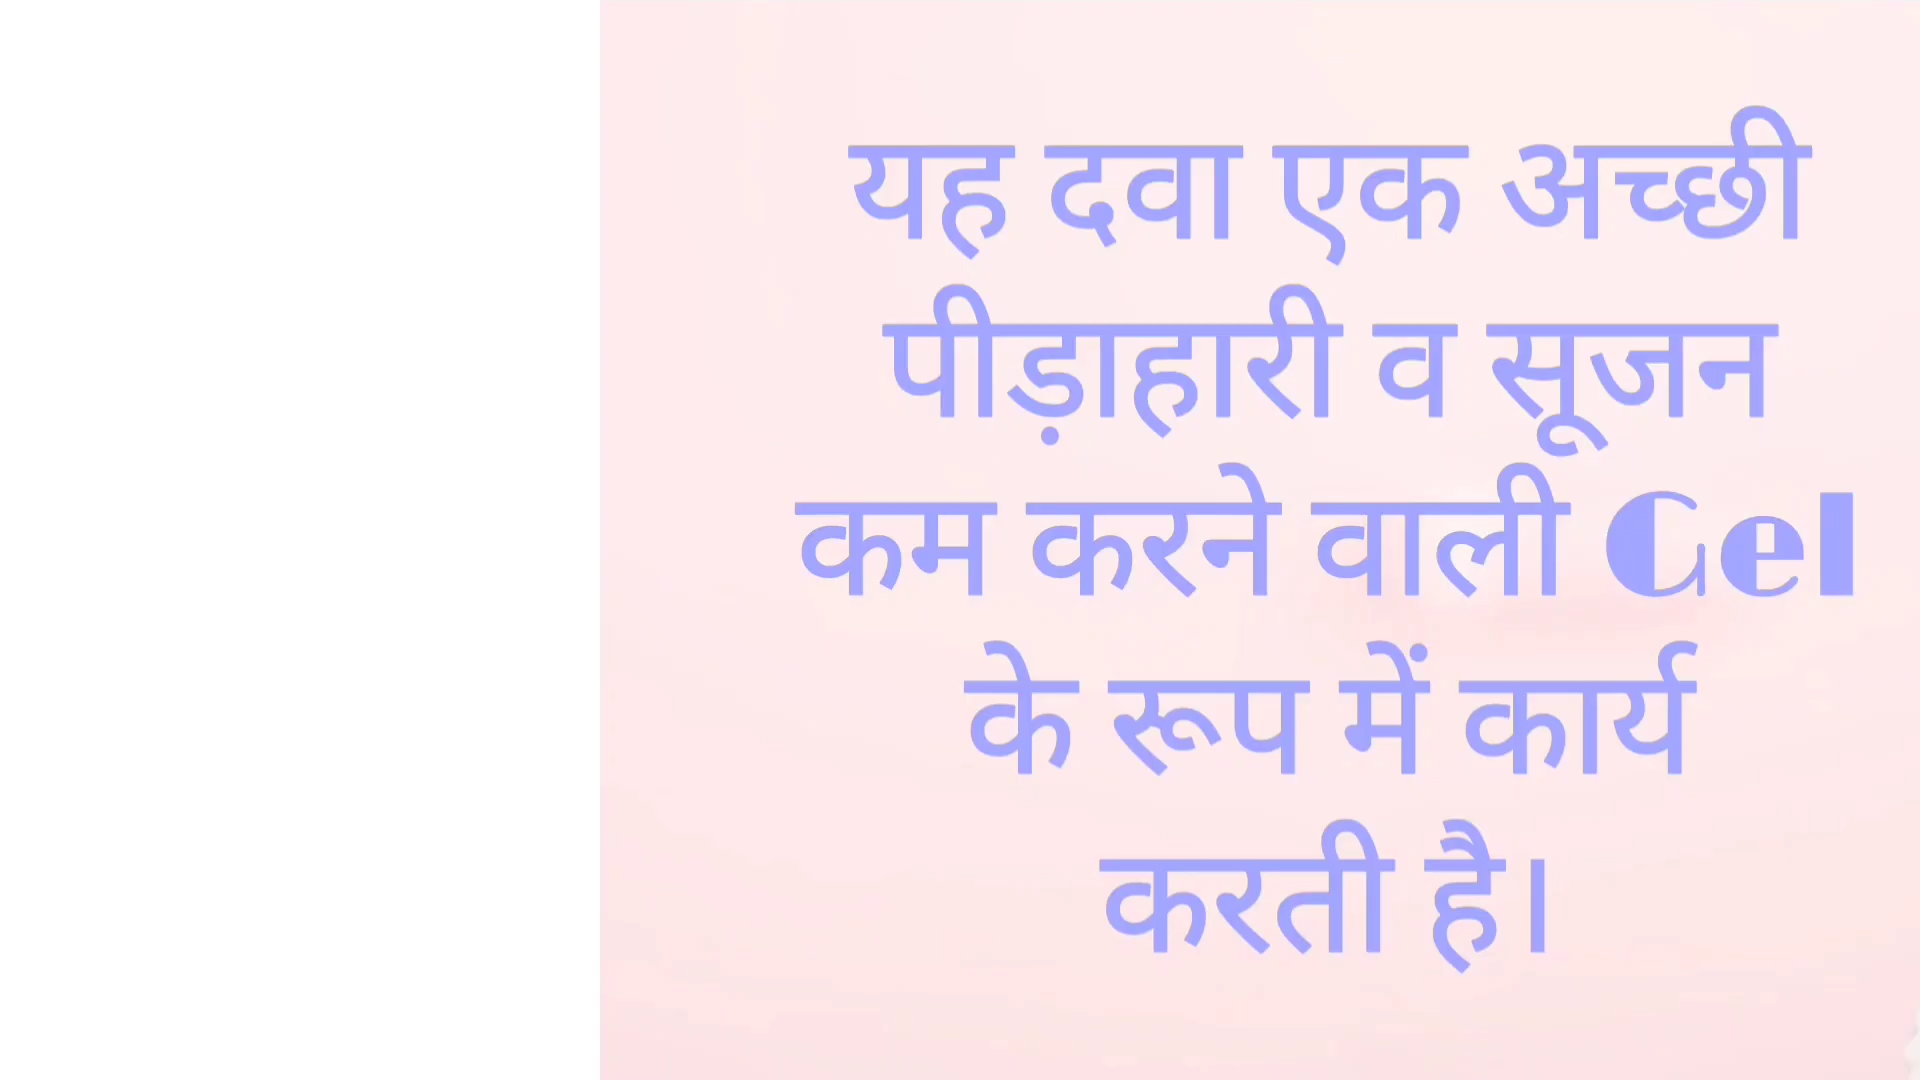 यह दवा एक अच्छी
पीड़ाहारी व सूजन
कम करने वाली Gel
के रूप में कार्य
करती है।